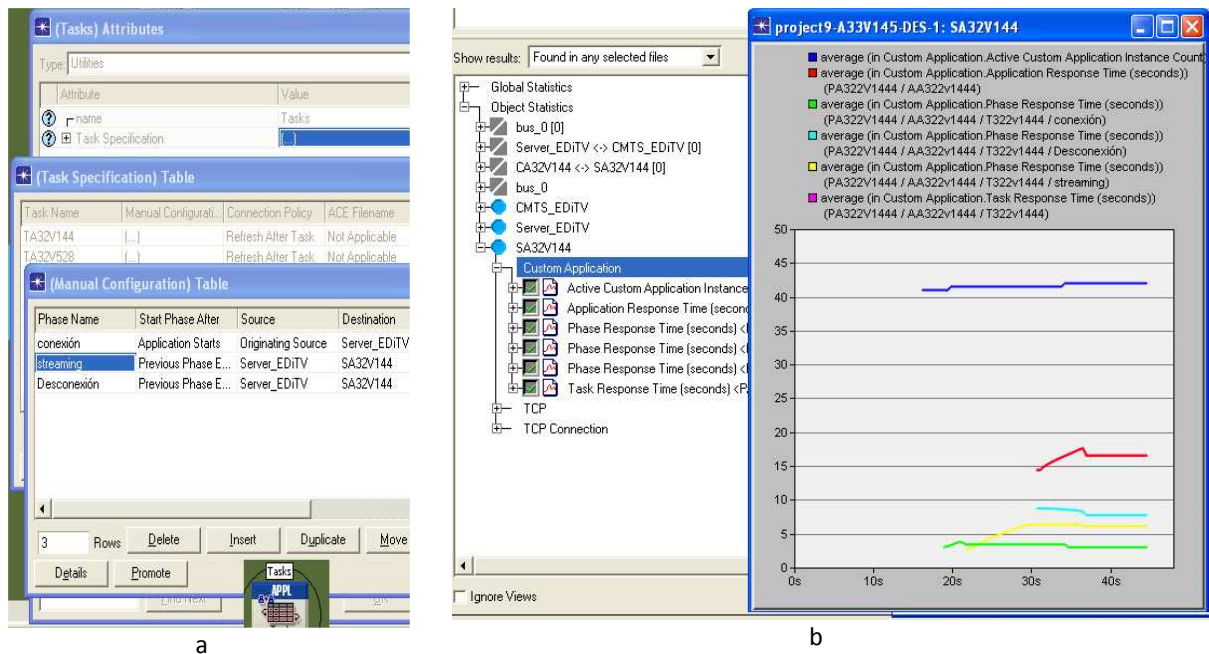 (Tasks) Attributes
Type: Utilities
Attribute Value
name Tasks
Task Specification (...)
(Task Specification) Table
Task Name Manual Configurati... Connection Policy ACE Filename
TA32V144 (...) Refresh After Task Not Applicable
TA32V528 (...) Refresh After Task Not Applicable
(Manual Configuration) Table
Phase Name Start Phase After Source Destination
conexión Application Starts Originating Source Server_EDiTV
streaming Previous Phase E... Server_EDiTV SA32V144
Desconexión Previous Phase E... Server_EDiTV SA32V144
3 Rows Delete Insert Duplicate Move
Details Promote
Tasks
APPL
a
Show results: Found in any selected files
Global Statistics
Object Statistics
bus_0 [0]
Server_EDiTV <-> CMTS_EDiTV [0]
CA32V144 <-> SA32V144 [0]
bus_0
CMTS_EDiTV
Server_EDiTV
SA32V144
Custom Application
Active Custom Application Instance
Application Response Time (secon
Phase Response Time (seconds) <
Phase Response Time (seconds) <
Phase Response Time (seconds) <
Task Response Time (seconds) <P
TCP
TCP Connection
Ignore Views
project9-A33V145-DES-1: SA32V144
average (in Custom Application.Active Custom Application Instance Count
average (in Custom Application.Application Response Time (seconds))
(PA322V1444 / AA322v1444)
average (in Custom Application.Phase Response Time (seconds))
(PA322V1444 / AA322v1444 / T322v1444 / conexión)
average (in Custom Application.Phase Response Time (seconds))
(PA322V1444 / AA322v1444 / T322v1444 / Desconexión)
average (in Custom Application.Phase Response Time (seconds))
(PA322V1444 / AA322v1444 / T322v1444 / streaming)
average (in Custom Application.Task Response Time (seconds))
(PA322V1444 / AA322v1444 / T322v1444)
50
45
40
35
30
25
20
15
10
5
0
0s 10s 20s 30s 40s
b